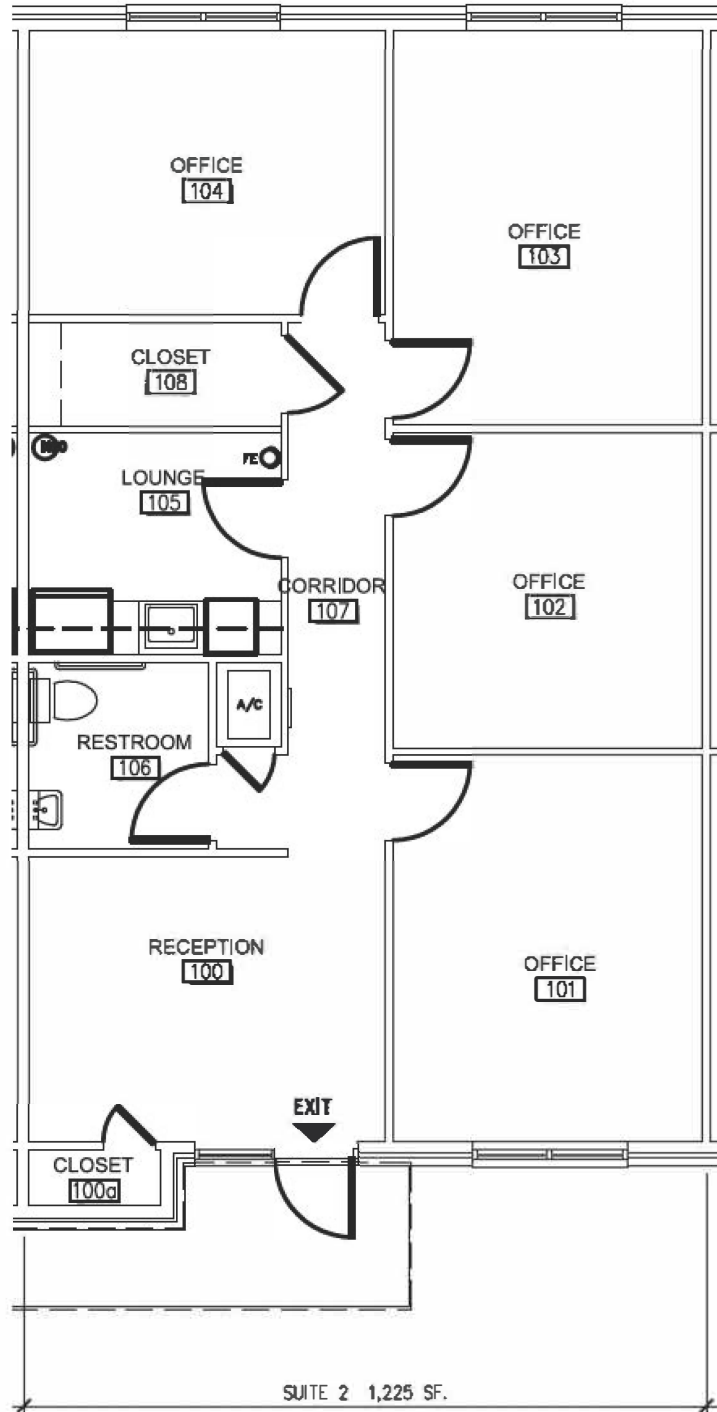 OFFICE
104
OFFICE
103
CLOSET
108
FE
LOUNGE
105
CORRIDOR
107
OFFICE
102
A/C
RESTROOM
106
RECEPTION
100
OFFICE
101
EXIT
CLOSET
100a
SUITE 2 1,225 SF.